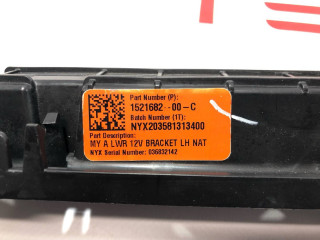 Part Number (P):
1521682-00-C
Batch Number (1T):
NYX203581313400
Part Description:
MY A LWR 12V BRACKET LH NAT
NYX Serial Number: 036832142